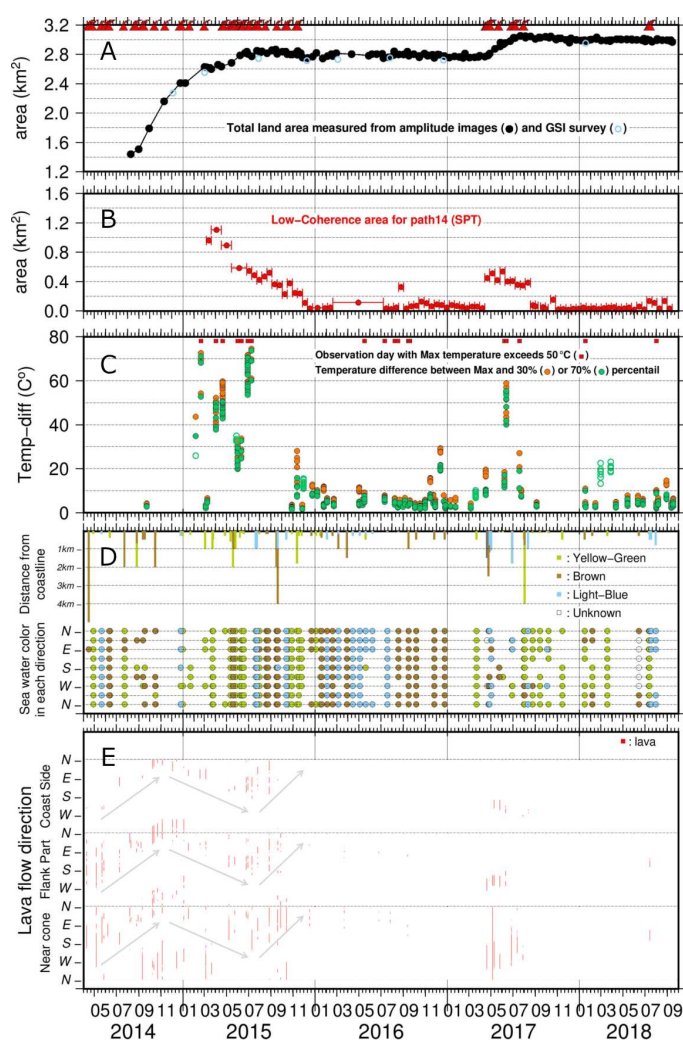 3.2
2.8
2.4
2.0
1.6
1.2
area (km²)
A
Total land area measured from amplitude images (●) and GSI survey (○)
1.6
1.2
0.8
0.4
0.0
area (km²)
B
Low−Coherence area for path14 (SPT)
80
60
40
20
0
Temp−diff (C°)
C
Observation day with Max temperature exceeds 50°C (■)
Temperature difference between Max and 30% (●) or 70% (●) percentail
Distance from
coastline
1km
2km
3km
4km
D
: Yellow−Green
: Brown
: Light−Blue
: Unknown
Sea water color
in each direction
N
E
S
W
N
E
: lava
Lava flow direction
Coast Side
Flank Part
Near cone
N
E
S
W
N
E
S
W
N
E
S
W
N
05 07 09 11 01 03 05 07 09 11 01 03 05 07 09 11 01 03 05 07 09 11 01 03 05 07 09
2014 2015 2016 2017 2018